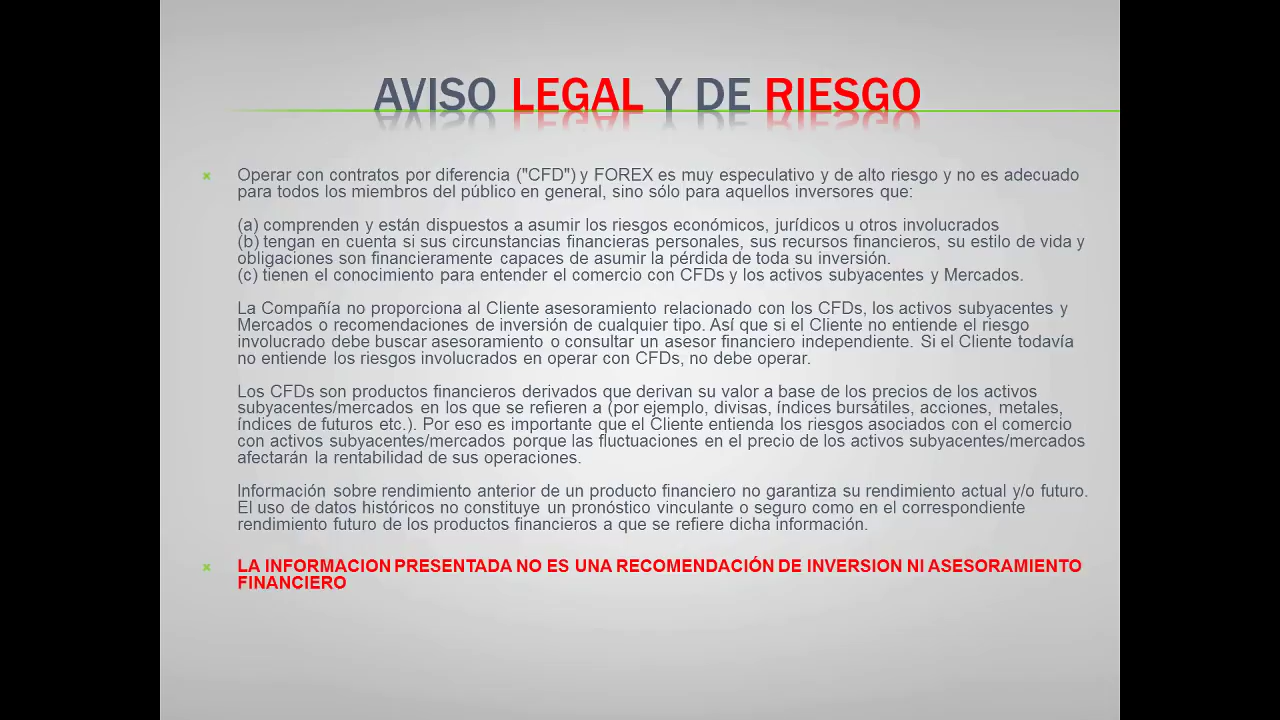 AVISO LEGAL Y DE RIESGO
Operar con contratos por diferencia ("CFD") y FOREX es muy especulativo y de alto riesgo y no es adecuado
para todos los miembros del público en general, sino sólo para aquellos inversores que:
(a) comprenden y están dispuestos a asumir los riesgos económicos, jurídicos u otros involucrados
(b) tengan en cuenta si sus circunstancias financieras personales, sus recursos financieros, su estilo de vida y
obligaciones son financieramente capaces de asumir la pérdida de toda su inversión.
(c) tienen el conocimiento para entender el comercio con CFDs y los activos subyacentes y Mercados.
La Compañía no proporciona al Cliente asesoramiento relacionado con los CFDs, los activos subyacentes y
Mercados o recomendaciones de inversión de cualquier tipo. Así que si el Cliente no entiende el riesgo
involucrado debe buscar asesoramiento o consultar un asesor financiero independiente. Si el Cliente todavía
no entiende los riesgos involucrados en operar con CFDs, no debe operar.
Los CFDs son productos financieros derivados que derivan su valor a base de los precios de los activos
subyacentes/mercados en los que se refieren a (por ejemplo, divisas, índices bursátiles, acciones, metales,
índices de futuros etc.). Por eso es importante que el Cliente entienda los riesgos asociados con el comercio
con activos subyacentes/mercados porque las fluctuaciones en el precio de los activos subyacentes/mercados
afectarán la rentabilidad de sus operaciones.
Información sobre rendimiento anterior de un producto financiero no garantiza su rendimiento actual y/o futuro.
El uso de datos históricos no constituye un pronóstico vinculante o seguro como en el correspondiente
rendimiento futuro de los productos financieros a que se refiere dicha información.
LA INFORMACION PRESENTADA NO ES UNA RECOMENDACIÓN DE INVERSION NI ASESORAMIENTO
FINANCIERO